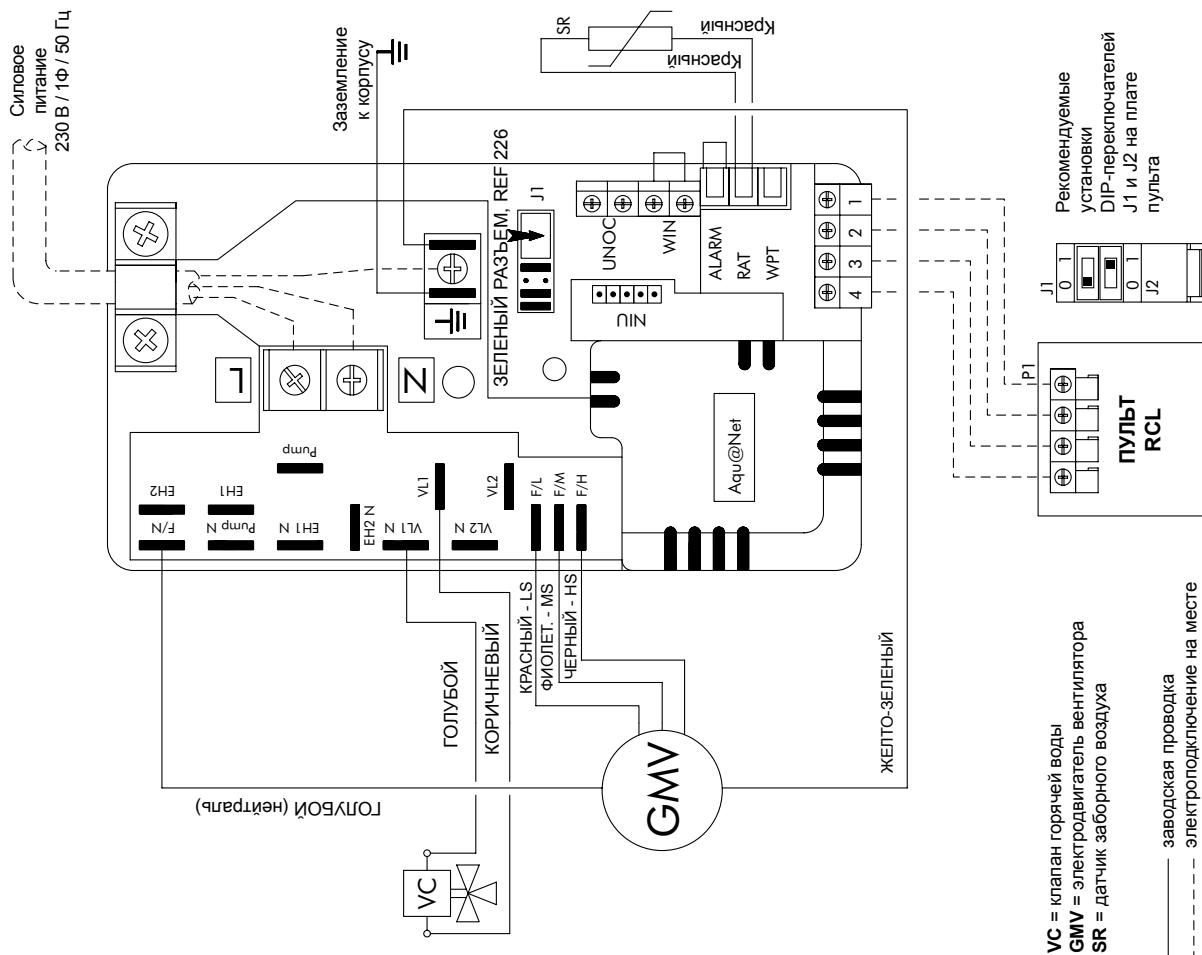 Силовое
питание
230 В / 1Ф / 50 Гц
Заземление
к корпусу
SR
Красный
Красный
ЗЕЛЕНЫЙ РАЗЪЕМ, REF 226
J1
L
N
Pump
EH2
EH1
F/N
Pump N
EH1 N
EH2 N
VL1 N
VL2 N
VL1
VL2
F/L
F/M
F/H
UNOC
WIN
ALARM
RAT
WPT
NIU
Aqu@Net
1
2
3
4
Рекомендуемые
установки
DIP-переключателей
J1 и J2 на плате
пульта
J1
0 1
0 1
J2
P1
ПУЛЬТ
RCL
ГОЛУБОЙ
КОРИЧНЕВЫЙ
КРАСНЫЙ - LS
ФИОЛЕТ. - MS
ЧЕРНЫЙ - HS
ГОЛУБОЙ (нейтраль)
ЖЕЛТО-ЗЕЛЕНЫЙ
VC
GMV
VC = клапан горячей воды
GMV = электродвигатель вентилятора
SR = датчик заборного воздуха
заводская проводка
электроподключение на месте